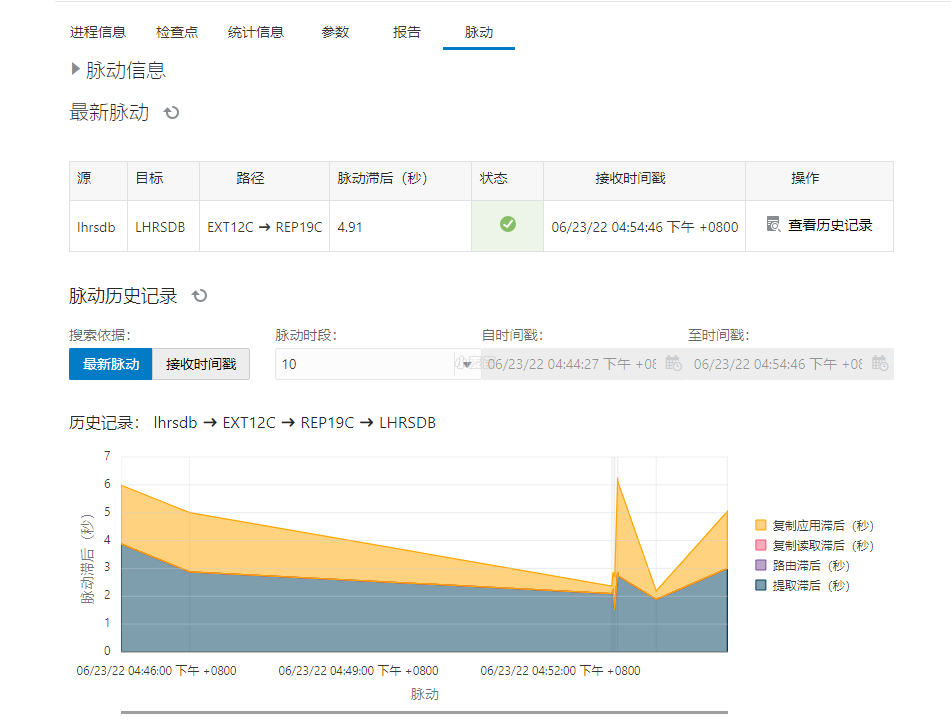 进程信息 检查点 统计信息 参数 报告 脉动
脉动信息
最新脉动
源 目标 路径 脉动滞后（秒） 状态 接收时间戳 操作
lhrsdb LHRSDB EXT12C → REP19C 4.91 06/23/22 04:54:46 下午 +0800 查看历史记录
脉动历史记录
搜索依据： 脉动时段： 自时间戳： 至时间戳：
最新脉动 接收时间戳 10 06/23/22 04:44:27 下午 +08 06/23/22 04:54:46 下午 +08
历史记录： lhrsdb → EXT12C → REP19C → LHRSDB
7
6
5
4
3
2
1
0
脉动滞后（秒）
06/23/22 04:46:00 下午 +0800 06/23/22 04:49:00 下午 +0800 06/23/22 04:52:00 下午 +0800
脉动
复制应用滞后（秒）
复制读取滞后（秒）
路由滞后（秒）
提取滞后（秒）